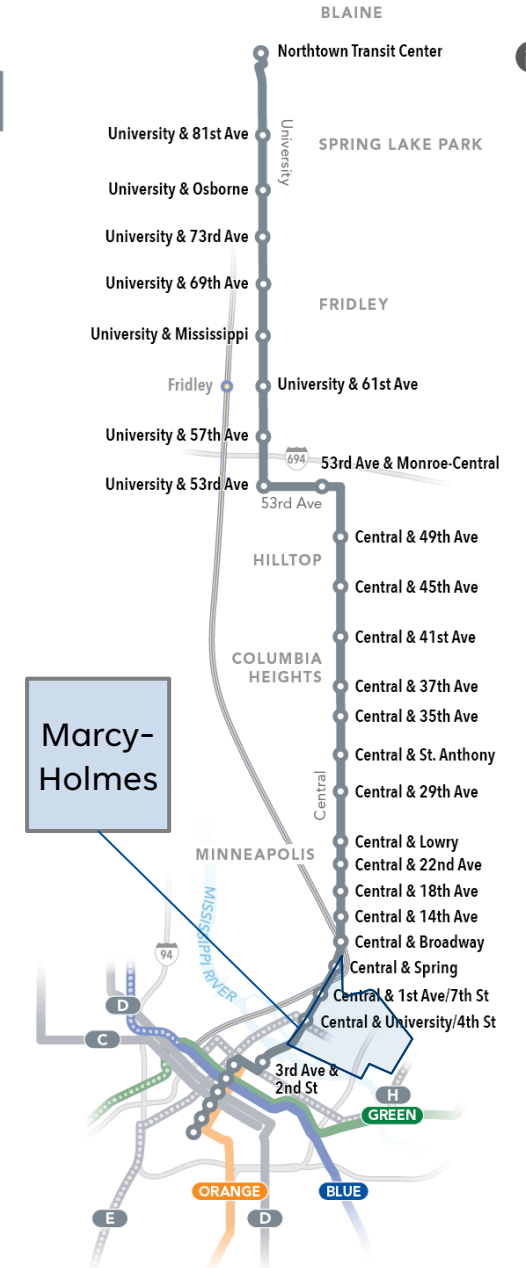 BLAINE
Northtown Transit Center
University & 81st Ave
University
SPRING LAKE PARK
University & Osborne
University & 73rd Ave
University & 69th Ave
FRIDLEY
University & Mississippi
Fridley
University & 61st Ave
University & 57th Ave
694
53rd Ave & Monroe-Central
University & 53rd Ave
53rd Ave
Central & 49th Ave
HILLTOP
Central & 45th Ave
Central & 41st Ave
COLUMBIA
HEIGHTS
Central & 37th Ave
Central & 35th Ave
Marcy-
Holmes
Central & St. Anthony
Central
Central & 29th Ave
Central & Lowry
MINNEAPOLIS
Central & 22nd Ave
Central & 18th Ave
Central & 14th Ave
MISSISSIPPI RIVER
Central & Broadway
94
Central & Spring
Central & 1st Ave/7th St
D
Central & University/4th St
C
3rd Ave &
2nd St
H
GREEN
ORANGE
BLUE
E
D